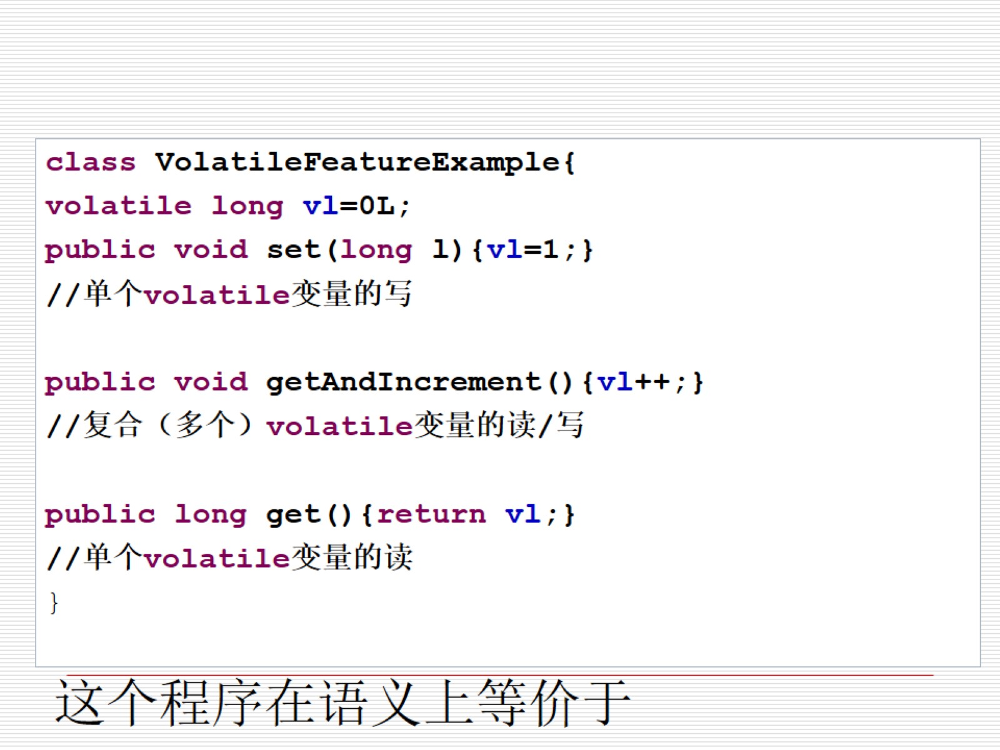 class VolatileFeatureExample{
volatile long vl=0L;
public void set(long l){vl=1;}
//单个volatile变量的写
public void getAndIncrement(){vl++;}
//复合（多个）volatile变量的读/写
public long get(){return vl;}
//单个volatile变量的读
}
这个程序在语义上等价于